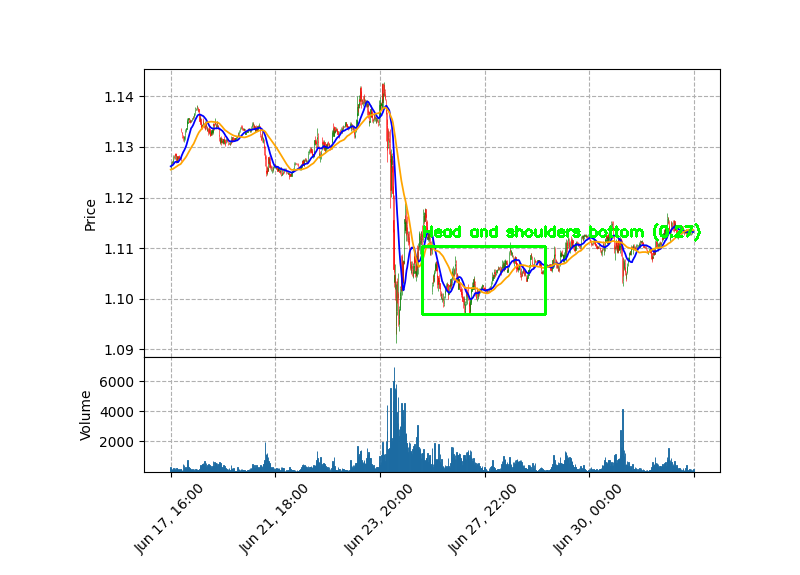 1.14
1.13
1.12
1.11
1.10
1.09
Price
Head and shoulders bottom
6000
4000
2000
Volume
Jun 17, 16:00
Jun 21, 18:00
Jun 23, 20:00
Jun 27, 22:00
Jun 30, 00:00